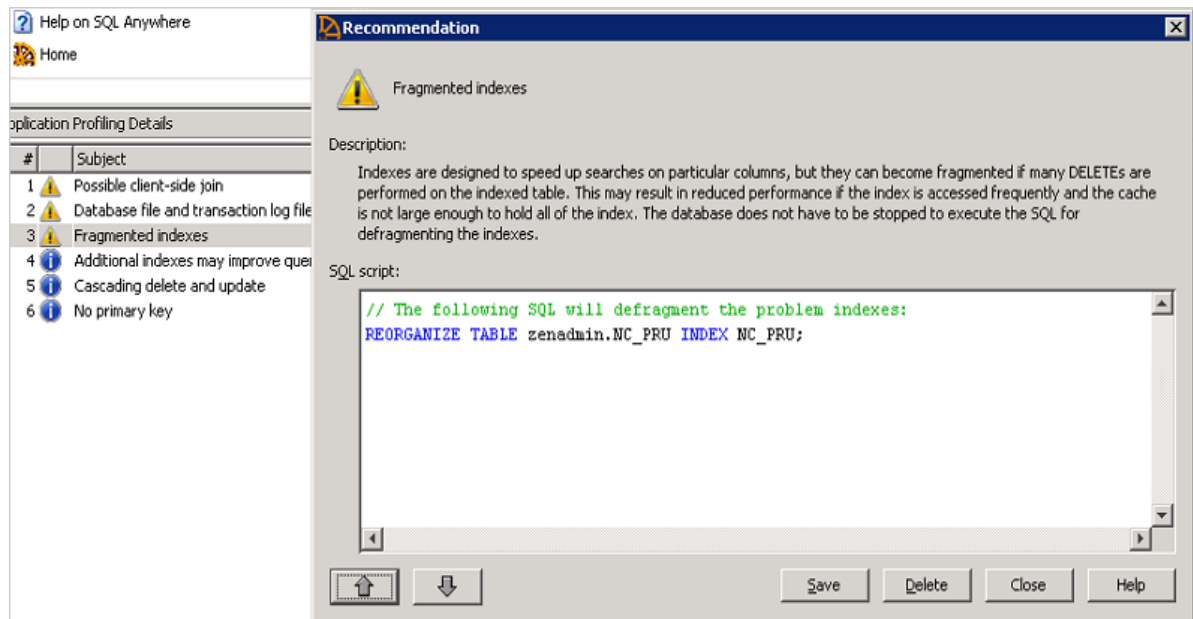 Help on SQL Anywhere
Home
pplication Profiling Details
# Subject
1 Possible client-side join
2 Database file and transaction log file
3 Fragmented indexes
4 Additional indexes may improve quer
5 Cascading delete and update
6 No primary key
Recommendation
Fragmented indexes
Description:
Indexes are designed to speed up searches on particular columns, but they can become fragmented if many DELETEs are
performed on the indexed table. This may result in reduced performance if the index is accessed frequently and the cache
is not large enough to hold all of the index. The database does not have to be stopped to execute the SQL for
defragmenting the indexes.
SQL script:
// The following SQL will defragment the problem indexes:
REORGANIZE TABLE zenadmin.NC_PRU INDEX NC_PRU;
Save Delete Close Help